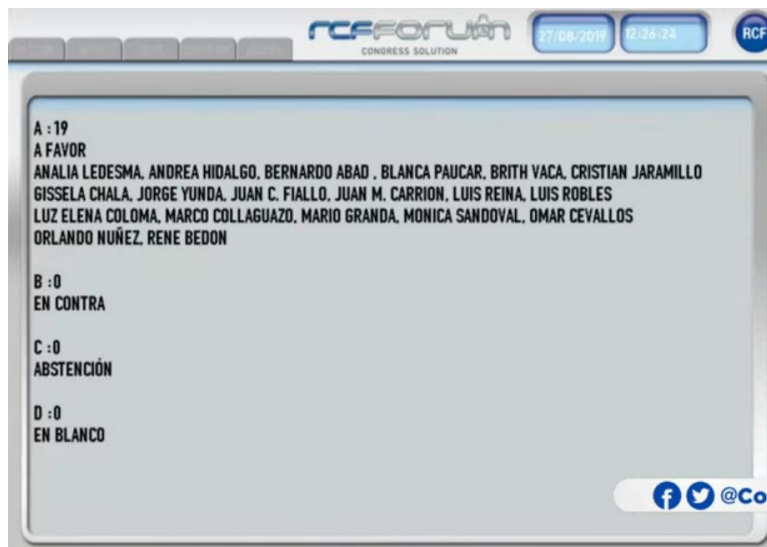 RCFFORUM
CONGRESS SOLUTION
27/08/2019
12:26:24
RCF
A :19
A FAVOR
ANALIA LEDESMA, ANDREA HIDALGO, BERNARDO ABAD , BLANCA PAUCAR, BRITH VACA, CRISTIAN JARAMILLO
GISSELA CHALA, JORGE YUNDA, JUAN C. FIALLO, JUAN M. CARRION, LUIS REINA, LUIS ROBLES
LUZ ELENA COLOMA, MARCO COLLAGUAZO, MARIO GRANDA, MONICA SANDOVAL, OMAR CEVALLOS
ORLANDO NUÑEZ, RENE BEDON
B :0
EN CONTRA
C :0
ABSTENCIÓN
D :0
EN BLANCO
@Co